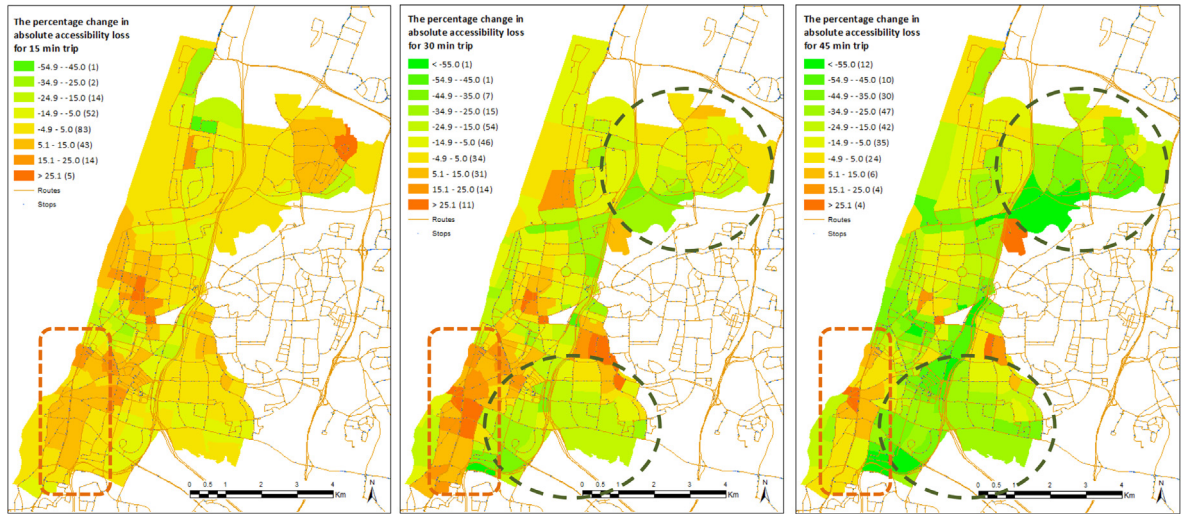 The percentage change in
absolute accessibility loss
for 15 min trip
-54.9 - -45.0 (1)
-34.9 - -25.0 (2)
-24.9 - -15.0 (14)
-14.9 - -5.0 (52)
-4.9 - 5.0 (83)
5.1 - 15.0 (43)
15.1 - 25.0 (14)
> 25.1 (5)
Routes
Stops
0 0.5 1 2 3 4
Km
N
The percentage change in
absolute accessibility loss
for 30 min trip
< -55.0 (1)
-54.9 - -45.0 (1)
-44.9 - -35.0 (7)
-34.9 - -25.0 (15)
-24.9 - -15.0 (54)
-14.9 - -5.0 (46)
-4.9 - 5.0 (34)
5.1 - 15.0 (31)
15.1 - 25.0 (14)
> 25.1 (11)
Routes
Stops
0 0.5 1 2 3 4
Km
N
The percentage change in
absolute accessibility loss
for 45 min trip
< -55.0 (12)
-54.9 - -45.0 (10)
-44.9 - -35.0 (30)
-34.9 - -25.0 (47)
-24.9 - -15.0 (42)
-14.9 - -5.0 (35)
-4.9 - 5.0 (24)
5.1 - 15.0 (6)
15.1 - 25.0 (4)
> 25.1 (4)
Routes
Stops
0 0.5 1 2 3 4
Km
N